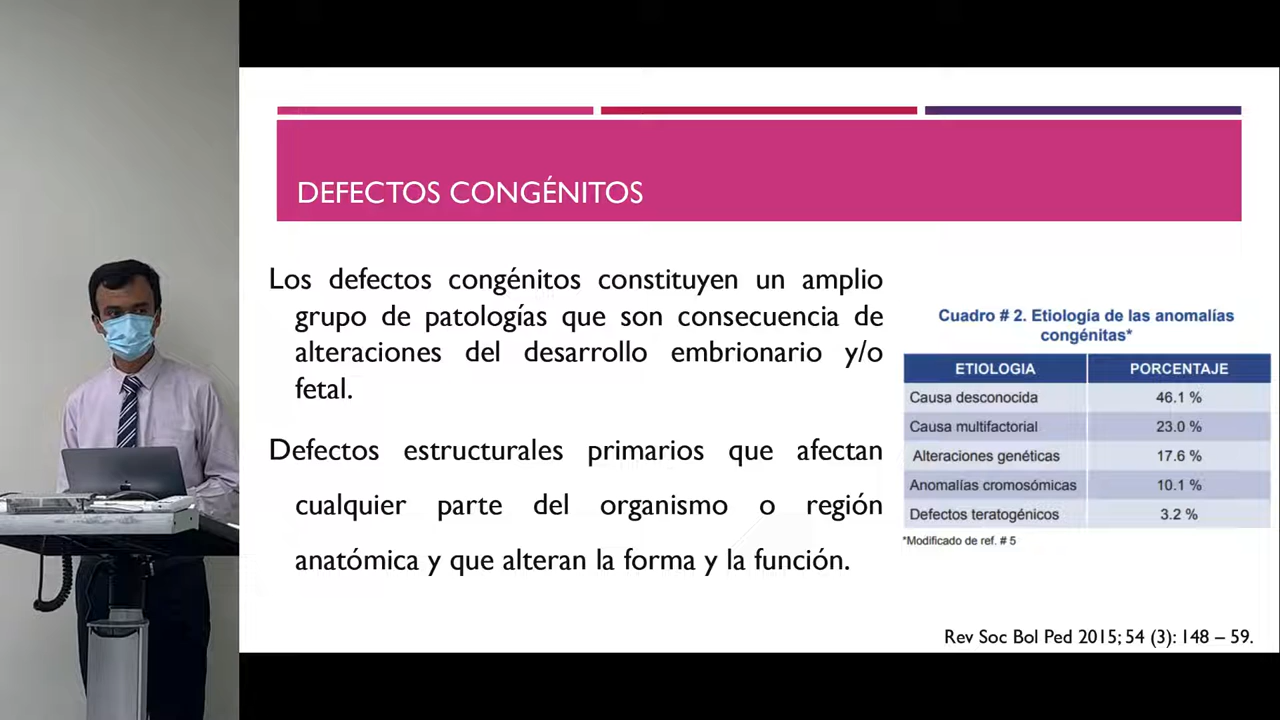 DEFECTOS CONGÉNITOS
Los defectos congénitos constituyen un amplio
grupo de patologías que son consecuencia de
alteraciones del desarrollo embrionario y/o
fetal.
Defectos estructurales primarios que afectan
cualquier parte del organismo o región
anatómica y que alteran la forma y la función.
Cuadro # 2. Etiología de las anomalías
congénitas*
ETIOLOGIA PORCENTAJE
Causa desconocida 46.1 %
Causa multifactorial 23.0 %
Alteraciones genéticas 17.6 %
Anomalías cromosómicas 10.1 %
Defectos teratogénicos 3.2 %
*Modificado de ref. # 5
Rev Soc Bol Ped 2015; 54 (3): 148 – 59.